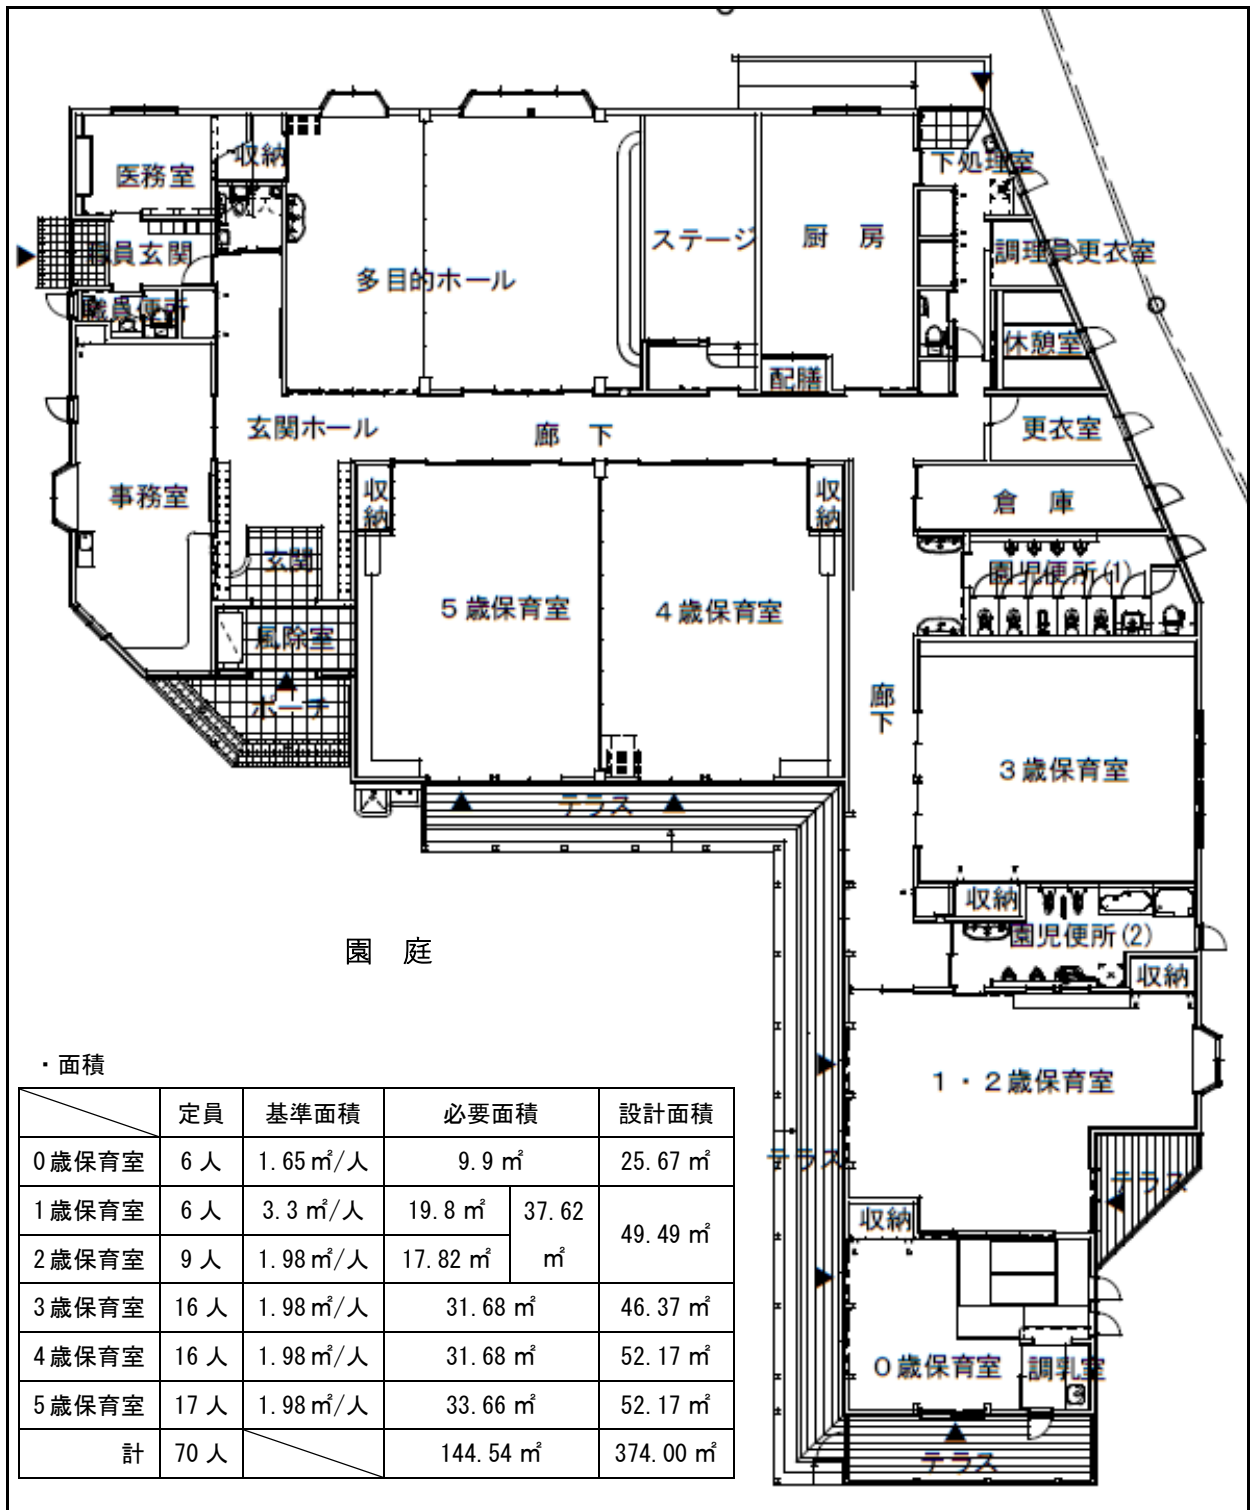 医務室
収納
下処理室
職員玄関
多目的ホール
ステージ
厨 房
調理員更衣室
職員便所
休憩室
配膳
玄関ホール
廊 下
更衣室
事務室
収納
収納
倉 庫
玄関
園児便所(1)
5歳保育室
4歳保育室
風除室
ポーチ
廊下
3歳保育室
テラス
収納
園児便所(2)
収納
園 庭
1・2歳保育室
テラス
テラス
収納
0歳保育室
調乳室
テラス
・面積
定員 基準面積 必要面積 設計面積
0歳保育室 6人 1.65㎡/人 9.9㎡ 25.67㎡
1歳保育室 6人 3.3㎡/人 19.8㎡ 37.62㎡ 49.49㎡
2歳保育室 9人 1.98㎡/人 17.82㎡
3歳保育室 16人 1.98㎡/人 31.68㎡ 46.37㎡
4歳保育室 16人 1.98㎡/人 31.68㎡ 52.17㎡
5歳保育室 17人 1.98㎡/人 33.66㎡ 52.17㎡
計 70人 144.54㎡ 374.00㎡